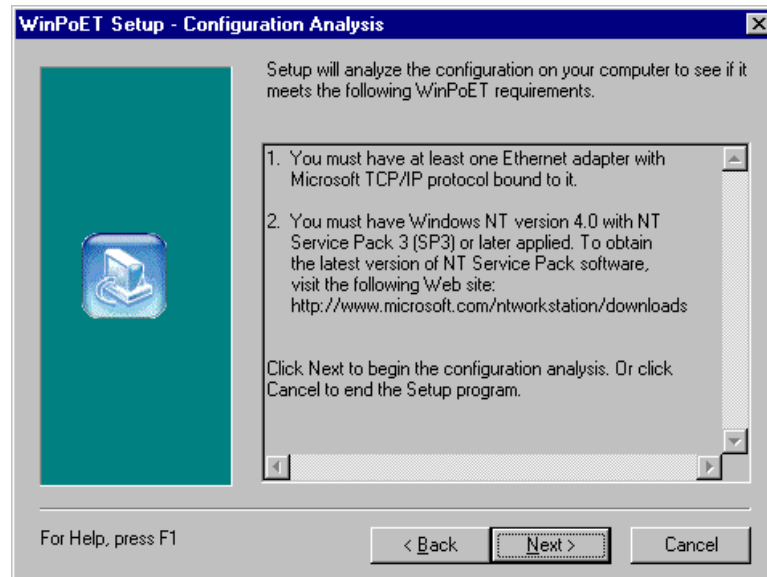 WinPoET Setup - Configuration Analysis
Setup will analyze the configuration on your computer to see if it
meets the following WinPoET requirements.
1. You must have at least one Ethernet adapter with
Microsoft TCP/IP protocol bound to it.
2. You must have Windows NT version 4.0 with NT
Service Pack 3 (SP3) or later applied. To obtain
the latest version of NT Service Pack software,
visit the following Web site:
http://www.microsoft.com/ntworkstation/downloads
Click Next to begin the configuration analysis. Or click
Cancel to end the Setup program.
For Help, press F1
< Back
Next >
Cancel